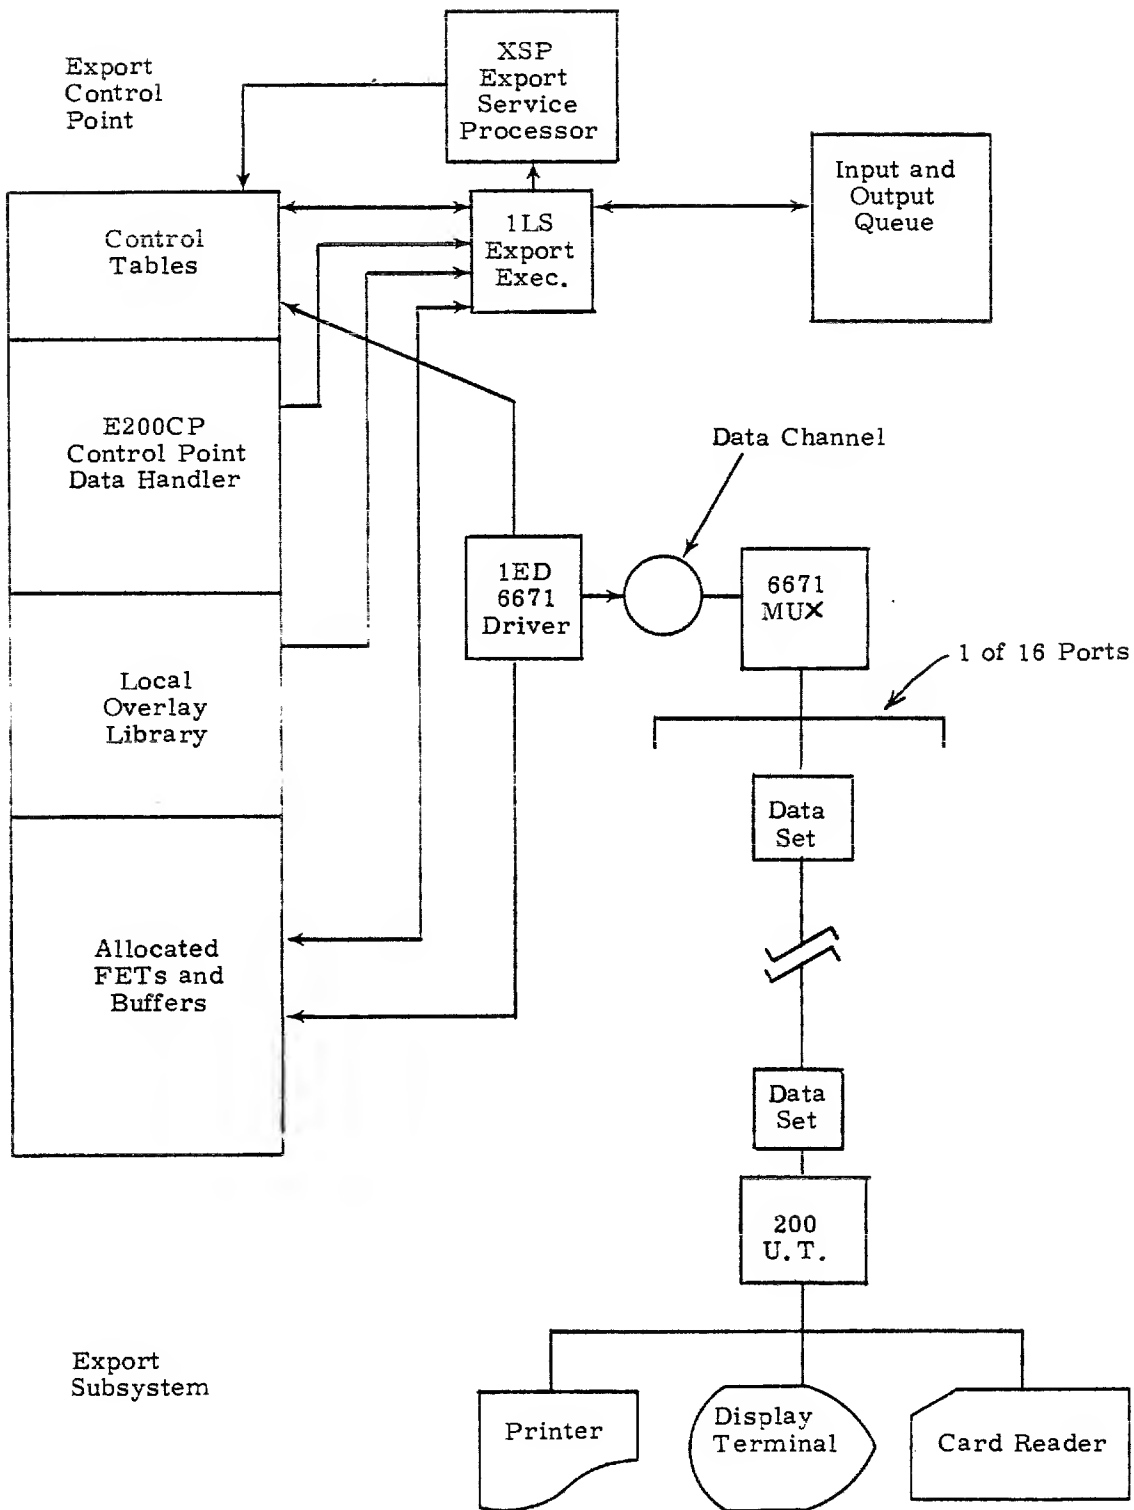 Export
Control
Point
XSP
Export
Service
Processor
Input and
Output
Queue
Control
Tables
1LS
Export
Exec.
E200CP
Control Point
Data Handler
Data Channel
1ED
6671
Driver
6671
MUX
1 of 16 Ports
Local
Overlay
Library
Data
Set
Allocated
FETs and
Buffers
Data
Set
200
U.T.
Export
Subsystem
Printer
Display
Terminal
Card Reader